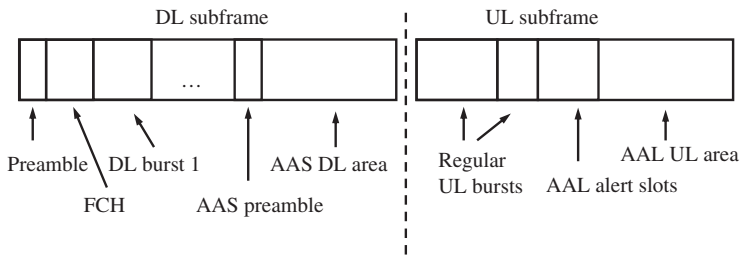 DL subframe
UL subframe
...
Preamble
DL burst 1
AAS DL area
Regular
UL bursts
AAL UL area
AAL alert slots
FCH
AAS preamble